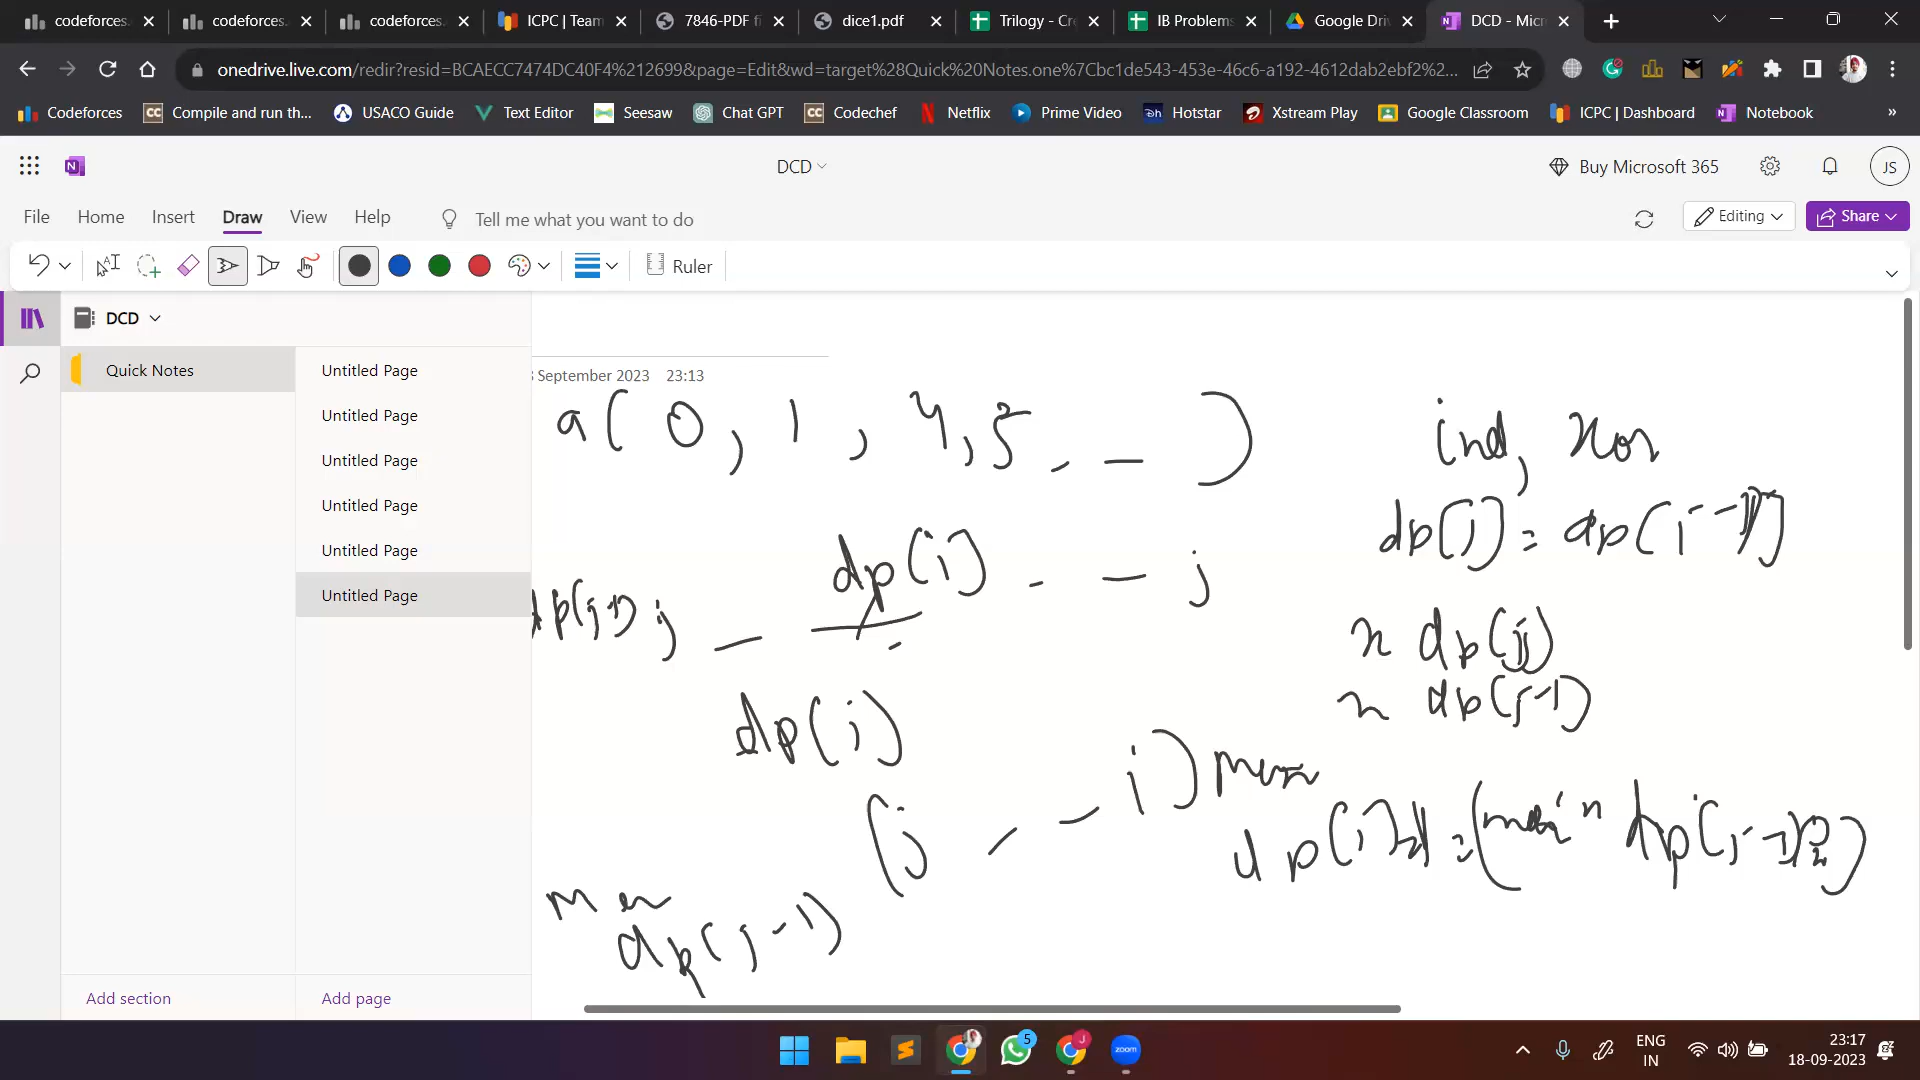 codeforces.
codeforces.
codeforces.
ICPC | Team
7846-PDF fi
dice1.pdf
Trilogy - Cr
IB Problems
Google Driv
DCD - Micr
onedrive.live.com/redir?resid=BCAECC7474DC40F4%212699&page=Edit&wd=target%28Quick%20Notes.one%7Cbc1de543-453e-46c6-a192-4612dab2ebf2%2...
Codeforces
Compile and run th...
USACO Guide
Text Editor
Seesaw
Chat GPT
Codechef
Netflix
Prime Video
Hotstar
Xstream Play
Google Classroom
ICPC | Dashboard
Notebook
DCD
Buy Microsoft 365
JS
File
Home
Insert
Draw
View
Help
Tell me what you want to do
Editing
Share
Ruler
DCD
Quick Notes
Untitled Page
Untitled Page
Untitled Page
Untitled Page
Untitled Page
Untitled Page
Add section
Add page
September 2023 23:13
a( 0, 1, 4, 5, - )
ind, xor
dp(j) = dp(j-1)
dp(i) - - j
dp(j-1) j -
x dp(j)
x dp(j-1)
dp(i)
(j - - i)
dp(j-1)
5
zoom
ENG
IN
23:17
18-09-2023